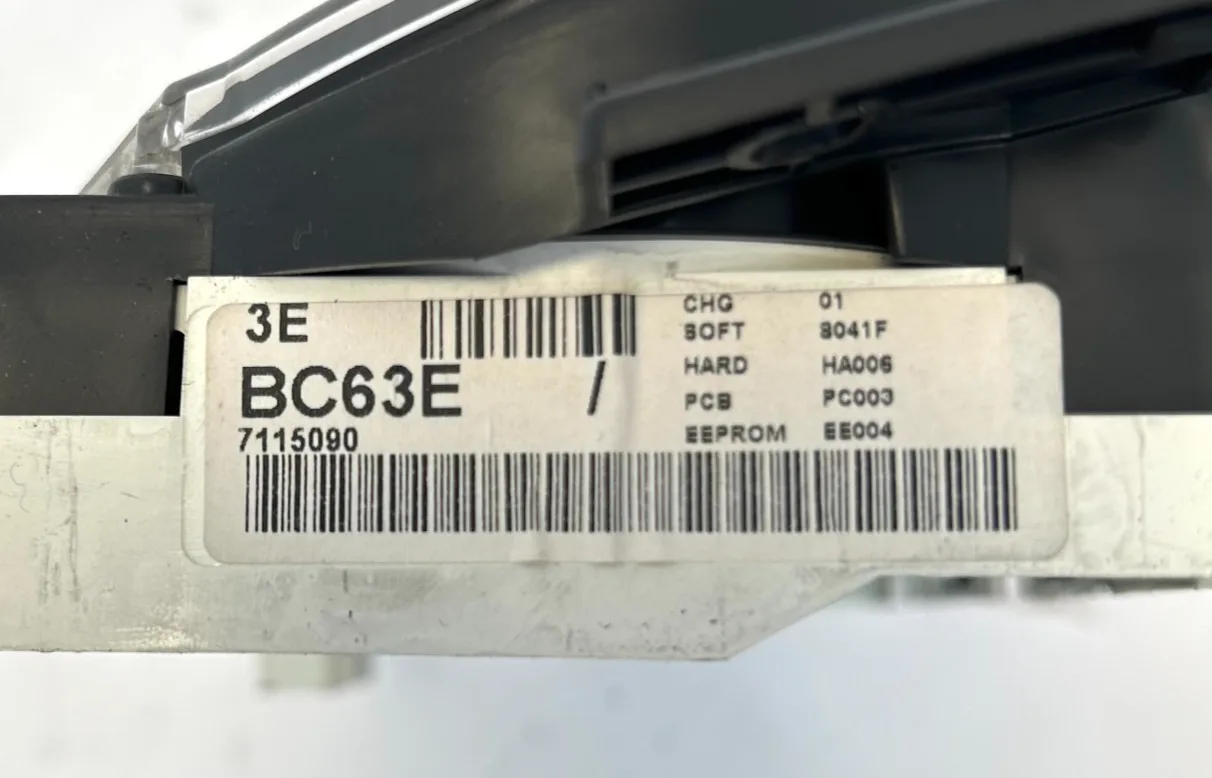 3E
BC63E /
7115090
CHG 01
SOFT 8041F
HARD HA006
PCB PC003
EEPROM EE004